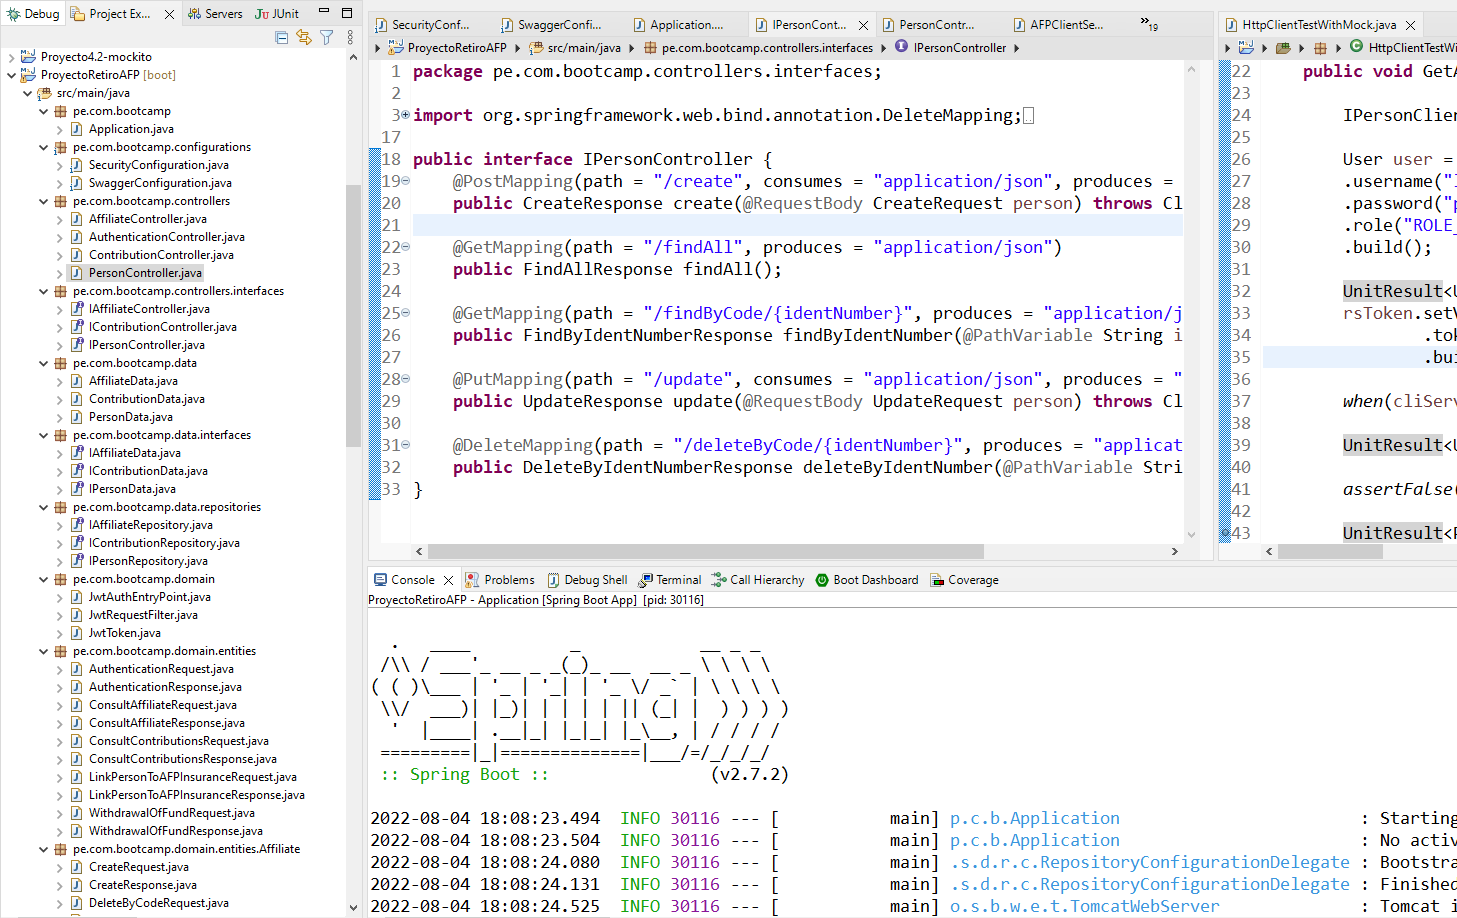 Debug
Project Ex...
Servers
JUnit
Proyecto4.2-mockito
ProyectoRetiroAFP [boot]
src/main/java
pe.com.bootcamp
Application.java
pe.com.bootcamp.configurations
SecurityConfiguration.java
SwaggerConfiguration.java
pe.com.bootcamp.controllers
AffiliateController.java
AuthenticationController.java
ContributionController.java
PersonController.java
pe.com.bootcamp.controllers.interfaces
IAffiliateController.java
IContributionController.java
IPersonController.java
pe.com.bootcamp.data
AffiliateData.java
ContributionData.java
PersonData.java
pe.com.bootcamp.data.interfaces
IAffiliateData.java
IContributionData.java
IPersonData.java
pe.com.bootcamp.data.repositories
IAffiliateRepository.java
IContributionRepository.java
IPersonRepository.java
pe.com.bootcamp.domain
JwtAuthEntryPoint.java
JwtRequestFilter.java
JwtToken.java
pe.com.bootcamp.domain.entities
AuthenticationRequest.java
AuthenticationResponse.java
ConsultAffiliateRequest.java
ConsultAffiliateResponse.java
ConsultContributionsRequest.java
ConsultContributionsResponse.java
LinkPersonToAFPInsuranceRequest.java
LinkPersonToAFPInsuranceResponse.java
WithdrawalOfFundRequest.java
WithdrawalOfFundResponse.java
pe.com.bootcamp.domain.entities.Affiliate
CreateRequest.java
CreateResponse.java
DeleteByCodeRequest.java
SecurityConf...
SwaggerConfi...
Application....
IPersonCont...
PersonContr...
AFPClientSe...
»19
ProyectoRetiroAFP
src/main/java
pe.com.bootcamp.controllers.interfaces
IPersonController
1 package pe.com.bootcamp.controllers.interfaces;
2
3 import org.springframework.web.bind.annotation.DeleteMapping;
17
18 public interface IPersonController {
19 @PostMapping(path = "/create", consumes = "application/json", produces =
20 public CreateResponse create(@RequestBody CreateRequest person) throws Cl
21
22 @GetMapping(path = "/findAll", produces = "application/json")
23 public FindAllResponse findAll();
24
25 @GetMapping(path = "/findByCode/{identNumber}", produces = "application/j
26 public FindByIdentNumberResponse findByIdentNumber(@PathVariable String i
27
28 @PutMapping(path = "/update", consumes = "application/json", produces = "
29 public UpdateResponse update(@RequestBody UpdateRequest person) throws Cl
30
31 @DeleteMapping(path = "/deleteByCode/{identNumber}", produces = "applicat
32 public DeleteByIdentNumberResponse deleteByIdentNumber(@PathVariable Stri
33 }
HttpClientTestWithMock.java
HttpClientTestWi
22 public void GetA
23
24 IPersonClien
25
26 User user =
27 .username("I
28 .password("p
29 .role("ROLE_
30 .build();
31
32 UnitResult<U
33 rsToken.setV
34 .tok
35 .bui
36
37 when(cliServ
38
39 UnitResult<U
40
41 assertFalse(
42
43 UnitResult<P
Console
Problems
Debug Shell
Terminal
Call Hierarchy
Boot Dashboard
Coverage
ProyectoRetiroAFP - Application [Spring Boot App] [pid: 30116]
Spring
:: Spring Boot :: (v2.7.2)
2022-08-04 18:08:23.494 INFO 30116 --- [ main] p.c.b.Application : Starting
2022-08-04 18:08:23.504 INFO 30116 --- [ main] p.c.b.Application : No activ
2022-08-04 18:08:24.080 INFO 30116 --- [ main] .s.d.r.c.RepositoryConfigurationDelegate : Bootstra
2022-08-04 18:08:24.131 INFO 30116 --- [ main] .s.d.r.c.RepositoryConfigurationDelegate : Finished
2022-08-04 18:08:24.525 INFO 30116 --- [ main] o.s.b.w.e.t.TomcatWebServer : Tomcat i